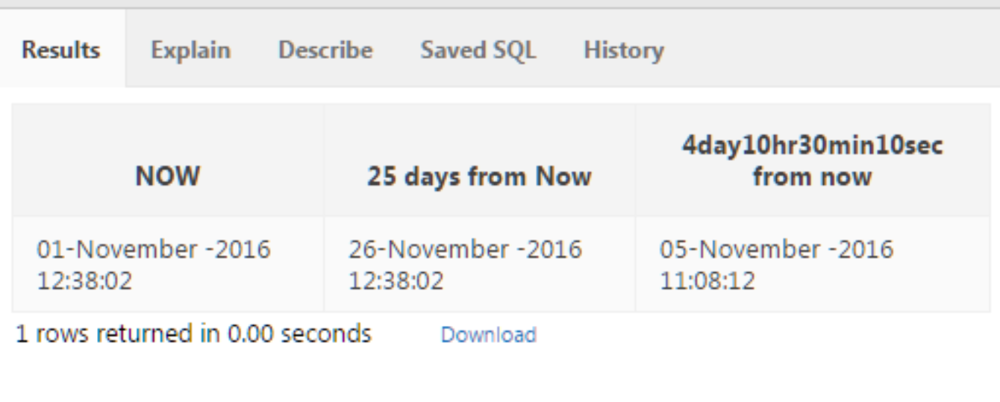 Results Explain Describe Saved SQL History
NOW
25 days from Now
4day10hr30min10sec
from now
01-November -2016
12:38:02
26-November -2016
12:38:02
05-November -2016
11:08:12
1 rows returned in 0.00 seconds Download